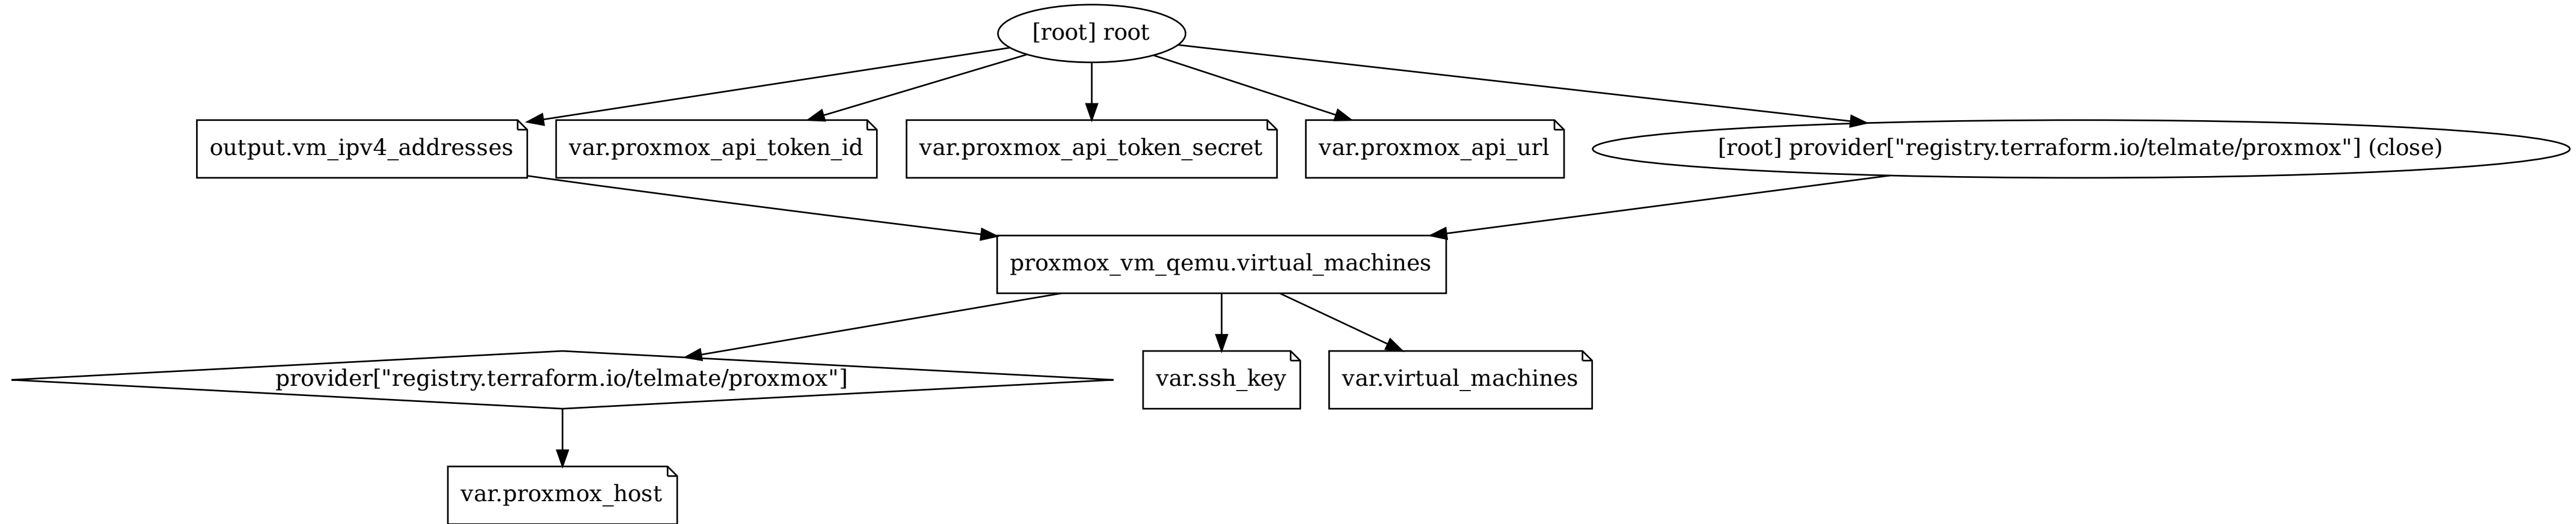 [root] root
output.vm_ipv4_addresses
var.proxmox_api_token_id
var.proxmox_api_token_secret
var.proxmox_api_url
[root] provider["registry.terraform.io/telmate/proxmox"] (close)
proxmox_vm_qemu.virtual_machines
provider["registry.terraform.io/telmate/proxmox"]
var.ssh_key
var.virtual_machines
var.proxmox_host